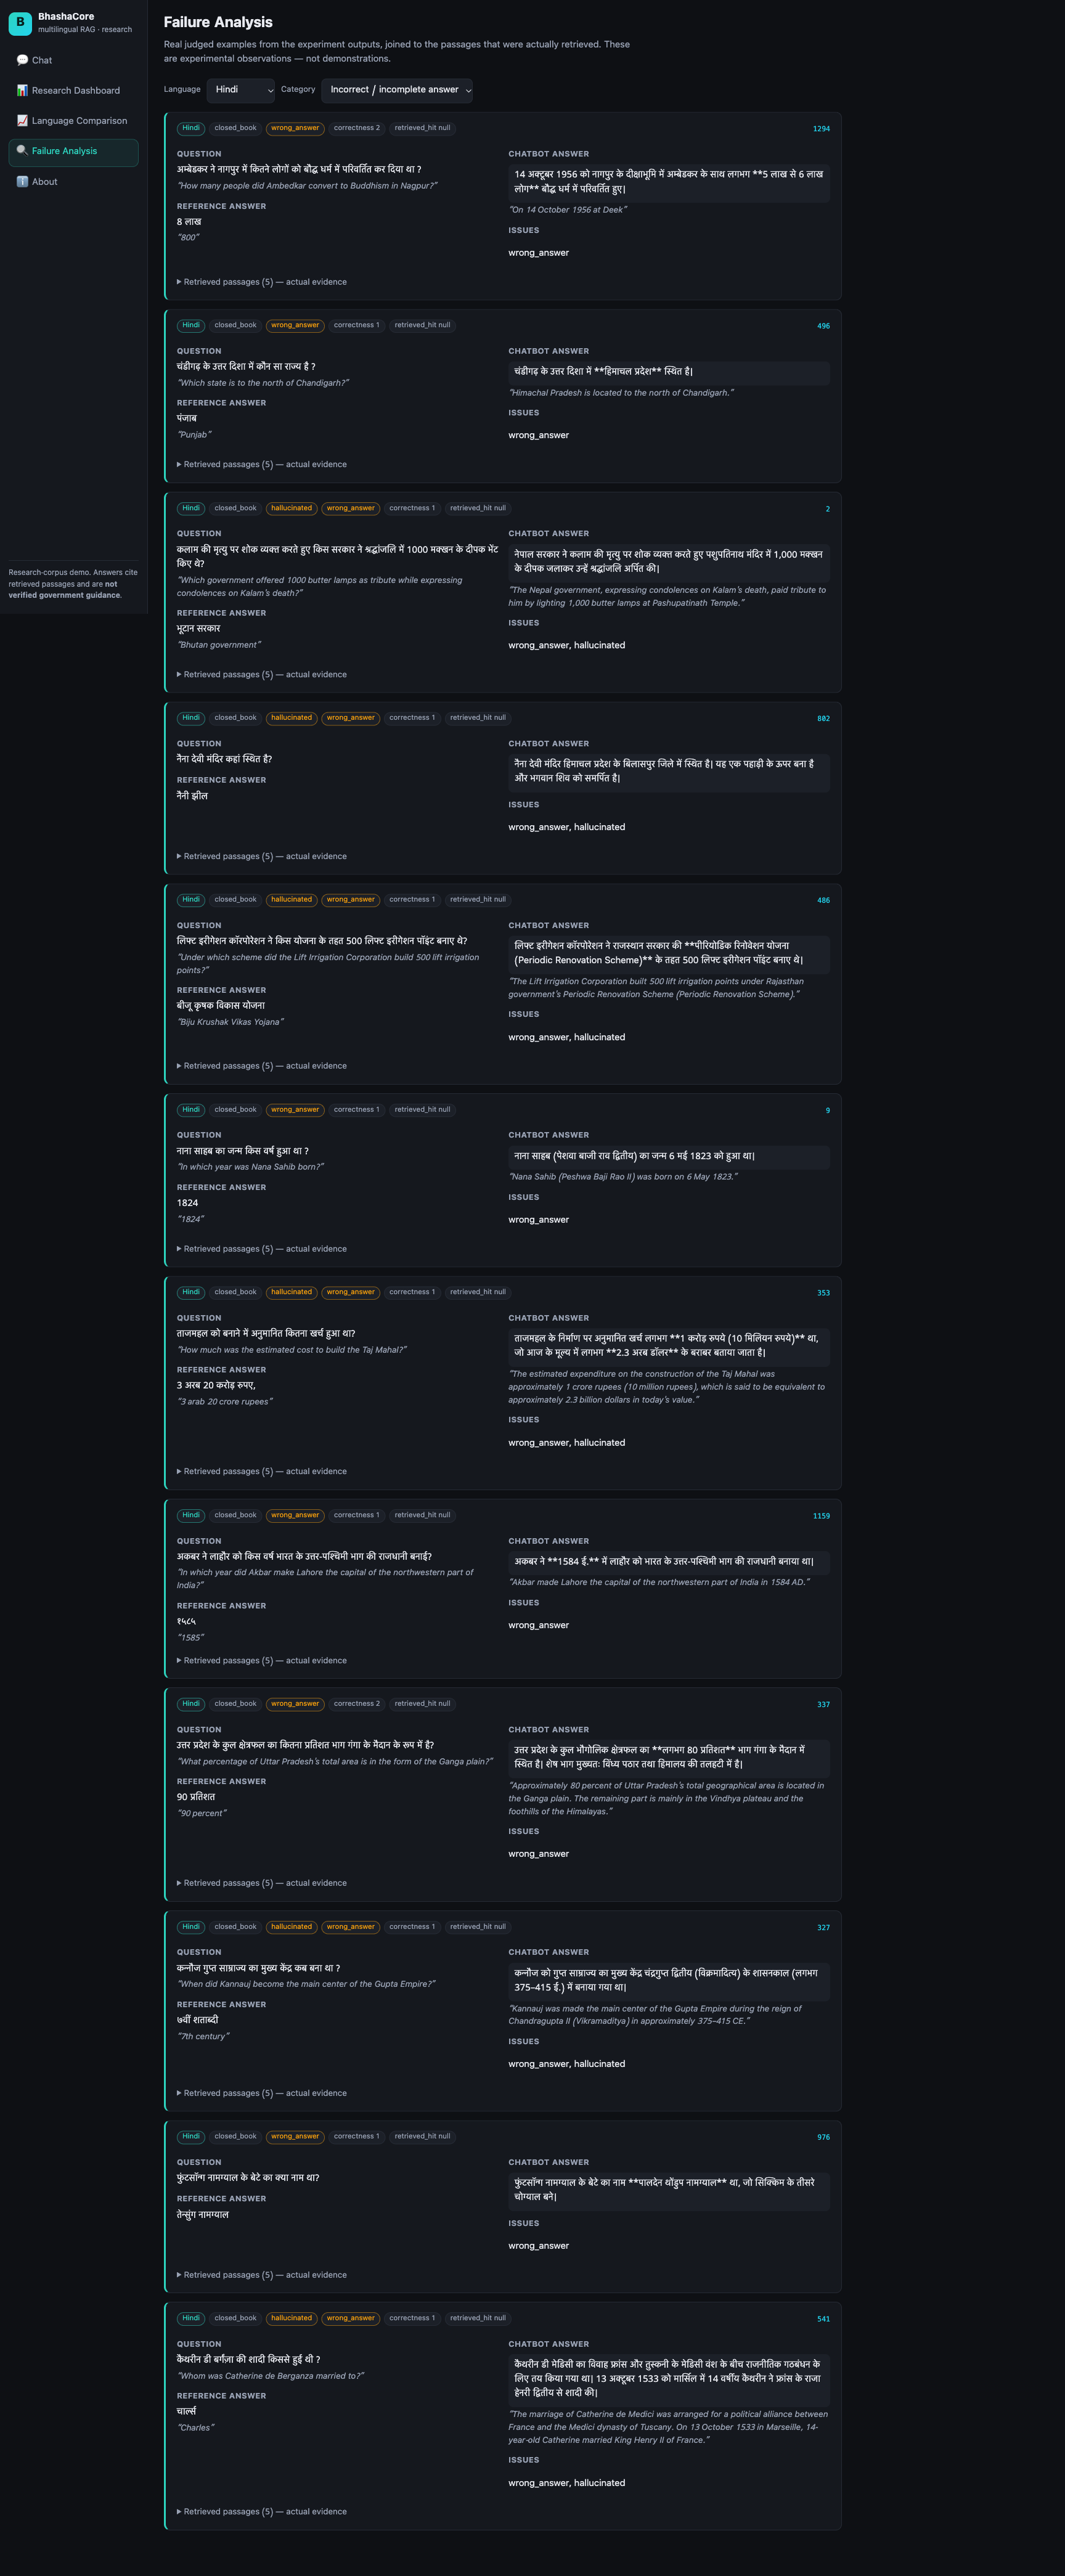 B
BhashaCore
multilingual RAG · research
Chat
Research Dashboard
Language Comparison
Failure Analysis
About
Research-corpus demo. Answers cite
retrieved passages and are not
verified government guidance.
Failure Analysis
Real judged examples from the experiment outputs, joined to the passages that were actually retrieved. These
are experimental observations — not demonstrations.
Language Hindi Category Incorrect / incomplete answer
Hindi closed_book wrong_answer correctness 2 retrieved_hit null 1294
QUESTION
अम्बेडकर ने नागपुर में कितने लोगों को बौद्ध धर्म में परिवर्तित कर दिया था ?
"How many people did Ambedkar convert to Buddhism in Nagpur?"
REFERENCE ANSWER
8 लाख
"800"
CHATBOT ANSWER
14 अक्टूबर 1956 को नागपुर के दीक्षाभूमि में अम्बेडकर के साथ लगभग **5 लाख से 6 लाख
लोग** बौद्ध धर्म में परिवर्तित हुए|
"On 14 October 1956 at Deek"
ISSUES
wrong_answer
▶ Retrieved passages (5) — actual evidence
Hindi closed_book wrong_answer correctness 1 retrieved_hit null 496
QUESTION
चंडीगढ़ के उत्तर दिशा में कौन सा राज्य है ?
"Which state is to the north of Chandigarh?"
REFERENCE ANSWER
पंजाब
"Punjab"
CHATBOT ANSWER
चंडीगढ़ के उत्तर दिशा में **हिमाचल प्रदेश** स्थित है|
"Himachal Pradesh is located to the north of Chandigarh."
ISSUES
wrong_answer
▶ Retrieved passages (5) — actual evidence
Hindi closed_book hallucinated wrong_answer correctness 1 retrieved_hit null 2
QUESTION
कलाम की मृत्यु पर शोक व्यक्त करते हुए किस सरकार ने श्रद्धांजलि में 1000 मक्खन के दीपक भेंट
किए थे?
"Which government offered 1000 butter lamps as tribute while expressing
condolences on Kalam's death?"
REFERENCE ANSWER
भूटान सरकार
"Bhutan government"
CHATBOT ANSWER
नेपाल सरकार ने कलाम की मृत्यु पर शोक व्यक्त करते हुए पशुपतिनाथ मंदिर में 1,000 मक्खन
के दीपक जलाकर उन्हें श्रद्धांजलि अर्पित की|
"The Nepal government, expressing condolences on Kalam's death, paid tribute to
him by lighting 1,000 butter lamps at Pashupatinath Temple."
ISSUES
wrong_answer, hallucinated
▶ Retrieved passages (5) — actual evidence
Hindi closed_book hallucinated wrong_answer correctness 1 retrieved_hit null 802
QUESTION
नैना देवी मंदिर कहां स्थित है?
REFERENCE ANSWER
नैनी झील
CHATBOT ANSWER
नैना देवी मंदिर हिमाचल प्रदेश के बिलासपुर जिले में स्थित है| यह एक पहाड़ी के ऊपर बना है
और भगवान शिव को समर्पित है|
ISSUES
wrong_answer, hallucinated
▶ Retrieved passages (5) — actual evidence
Hindi closed_book hallucinated wrong_answer correctness 1 retrieved_hit null 486
QUESTION
लिफ्ट इरीगेशन कॉरपोरेशन ने किस योजना के तहत 500 लिफ्ट इरीगेशन पॉइंट बनाए थे?
"Under which scheme did the Lift Irrigation Corporation build 500 lift irrigation
points?"
REFERENCE ANSWER
बीजू कृषक विकास योजना
"Biju Krushak Vikas Yojana"
CHATBOT ANSWER
लिफ्ट इरीगेशन कॉरपोरेशन ने राजस्थान सरकार की **पीरियोडिक रिनोवेशन योजना
(Periodic Renovation Scheme)** के तहत 500 लिफ्ट इरीगेशन पॉइंट बनाए थे|
"The Lift Irrigation Corporation built 500 lift irrigation points under Rajasthan
government's Periodic Renovation Scheme (Periodic Renovation Scheme)."
ISSUES
wrong_answer, hallucinated
▶ Retrieved passages (5) — actual evidence
Hindi closed_book wrong_answer correctness 1 retrieved_hit null 9
QUESTION
नाना साहब का जन्म किस वर्ष हुआ था ?
"In which year was Nana Sahib born?"
REFERENCE ANSWER
1824
"1824"
CHATBOT ANSWER
नाना साहब (पेशवा बाजी राव द्वितीय) का जन्म 6 मई 1823 को हुआ था|
"Nana Sahib (Peshwa Baji Rao II) was born on 6 May 1823."
ISSUES
wrong_answer
▶ Retrieved passages (5) — actual evidence
Hindi closed_book hallucinated wrong_answer correctness 1 retrieved_hit null 353
QUESTION
ताजमहल को बनाने में अनुमानित कितना खर्च हुआ था?
"How much was the estimated cost to build the Taj Mahal?"
REFERENCE ANSWER
3 अरब 20 करोड़ रुपए,
"3 arab 20 crore rupees"
CHATBOT ANSWER
ताजमहल के निर्माण पर अनुमानित खर्च लगभग **1 करोड़ रुपये (10 मिलियन रुपये)** था,
जो आज के मूल्य में लगभग **2.3 अरब डॉलर** के बराबर बताया जाता है|
"The estimated expenditure on the construction of the Taj Mahal was
approximately 1 crore rupees (10 million rupees), which is said to be equivalent to
approximately 2.3 billion dollars in today's value."
ISSUES
wrong_answer, hallucinated
▶ Retrieved passages (5) — actual evidence
Hindi closed_book wrong_answer correctness 1 retrieved_hit null 1159
QUESTION
अकबर ने लाहौर को किस वर्ष भारत के उत्तर-पश्चिमी भाग की राजधानी बनाई?
"In which year did Akbar make Lahore the capital of the northwestern part of
India?"
REFERENCE ANSWER
१५८५
"1585"
CHATBOT ANSWER
अकबर ने **1584 ई.** में लाहौर को भारत के उत्तर-पश्चिमी भाग की राजधानी बनाया था|
"Akbar made Lahore the capital of the northwestern part of India in 1584 AD."
ISSUES
wrong_answer
▶ Retrieved passages (5) — actual evidence
Hindi closed_book wrong_answer correctness 2 retrieved_hit null 337
QUESTION
उत्तर प्रदेश के कुल क्षेत्रफल का कितना प्रतिशत भाग गंगा के मैदान के रूप में है?
"What percentage of Uttar Pradesh's total area is in the form of the Ganga plain?"
REFERENCE ANSWER
90 प्रतिशत
"90 percent"
CHATBOT ANSWER
उत्तर प्रदेश के कुल भौगोलिक क्षेत्रफल का **लगभग 80 प्रतिशत** भाग गंगा के मैदान में
स्थित है| शेष भाग मुख्यतः विंध्य पठार तथा हिमालय की तलहटी में है|
"Approximately 80 percent of Uttar Pradesh's total geographical area is located in
the Ganga plain. The remaining part is mainly in the Vindhya plateau and the
foothills of the Himalayas."
ISSUES
wrong_answer
▶ Retrieved passages (5) — actual evidence
Hindi closed_book hallucinated wrong_answer correctness 1 retrieved_hit null 327
QUESTION
कन्नौज गुप्त साम्राज्य का मुख्य केंद्र कब बना था ?
"When did Kannauj become the main center of the Gupta Empire?"
REFERENCE ANSWER
७वीं शताब्दी
"7th century"
CHATBOT ANSWER
कन्नौज को गुप्त साम्राज्य का मुख्य केंद्र चंद्रगुप्त द्वितीय (विक्रमादित्य) के शासनकाल (लगभग
375–415 ई.) में बनाया गया था|
"Kannauj was made the main center of the Gupta Empire during the reign of
Chandragupta II (Vikramaditya) in approximately 375–415 CE."
ISSUES
wrong_answer, hallucinated
▶ Retrieved passages (5) — actual evidence
Hindi closed_book wrong_answer correctness 1 retrieved_hit null 976
QUESTION
फुंटसॉन्ग नामग्याल के बेटे का क्या नाम था?
REFERENCE ANSWER
तेन्सुंग नामग्याल
CHATBOT ANSWER
फुंटसॉन्ग नामग्याल के बेटे का नाम **पालदेन थोंडुप नामग्याल** था, जो सिक्किम के तीसरे
चोग्याल बने|
ISSUES
wrong_answer
▶ Retrieved passages (5) — actual evidence
Hindi closed_book hallucinated wrong_answer correctness 1 retrieved_hit null 541
QUESTION
कैथरीन डी बर्गंज़ा की शादी किससे हुई थी ?
"Whom was Catherine de Berganza married to?"
REFERENCE ANSWER
चार्ल्स
"Charles"
CHATBOT ANSWER
कैथरीन डी मेडिसी का विवाह फ्रांस और तुस्कनी के मेडिसी वंश के बीच राजनीतिक गठबंधन के
लिए तय किया गया था| 13 अक्टूबर 1533 को मार्सिल में 14 वर्षीय कैथरीन ने फ्रांस के राजा
हेनरी द्वितीय से शादी की|
"The marriage of Catherine de Medici was arranged for a political alliance between
France and the Medici dynasty of Tuscany. On 13 October 1533 in Marseille, 14-
year-old Catherine married King Henry II of France."
ISSUES
wrong_answer, hallucinated
▶ Retrieved passages (5) — actual evidence